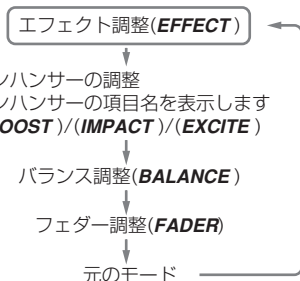 エフェクト調整(EFFECT)
ンハンサーの調整
ンハンサーの項目名を表示します
OOST)/(IMPACT)/(EXCITE)
バランス調整(BALANCE)
フェダー調整(FADER)
元のモード